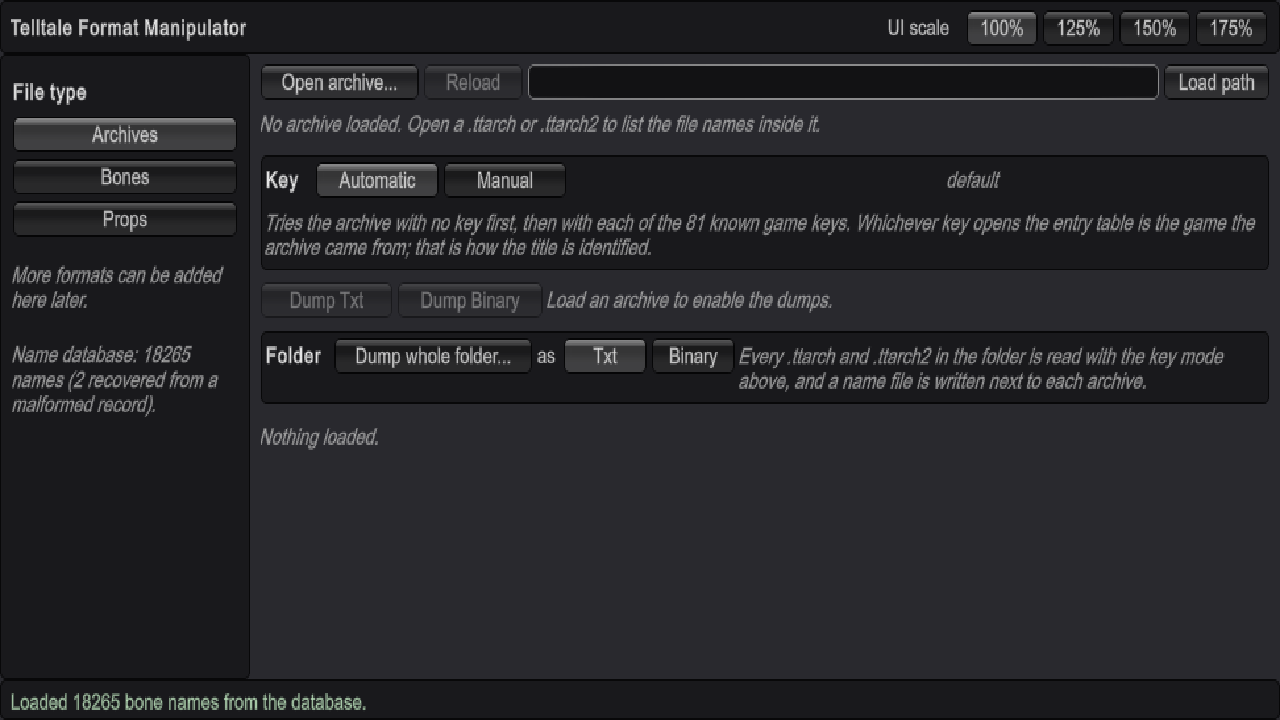 Telltale Format Manipulator
UI scale 100% 125% 150% 175%
File type
Archives
Bones
Props
More formats can be added
here later.
Name database: 18265
names (2 recovered from a
malformed record).
Open archive... Reload Load path
No archive loaded. Open a .ttarch or .ttarch2 to list the file names inside it.
Key Automatic Manual default
Tries the archive with no key first, then with each of the 81 known game keys. Whichever key opens the entry table is the game the
archive came from; that is how the title is identified.
Dump Txt Dump Binary Load an archive to enable the dumps.
Folder Dump whole folder... as Txt Binary Every .ttarch and .ttarch2 in the folder is read with the key mode
above, and a name file is written next to each archive.
Nothing loaded.
Loaded 18265 bone names from the database.